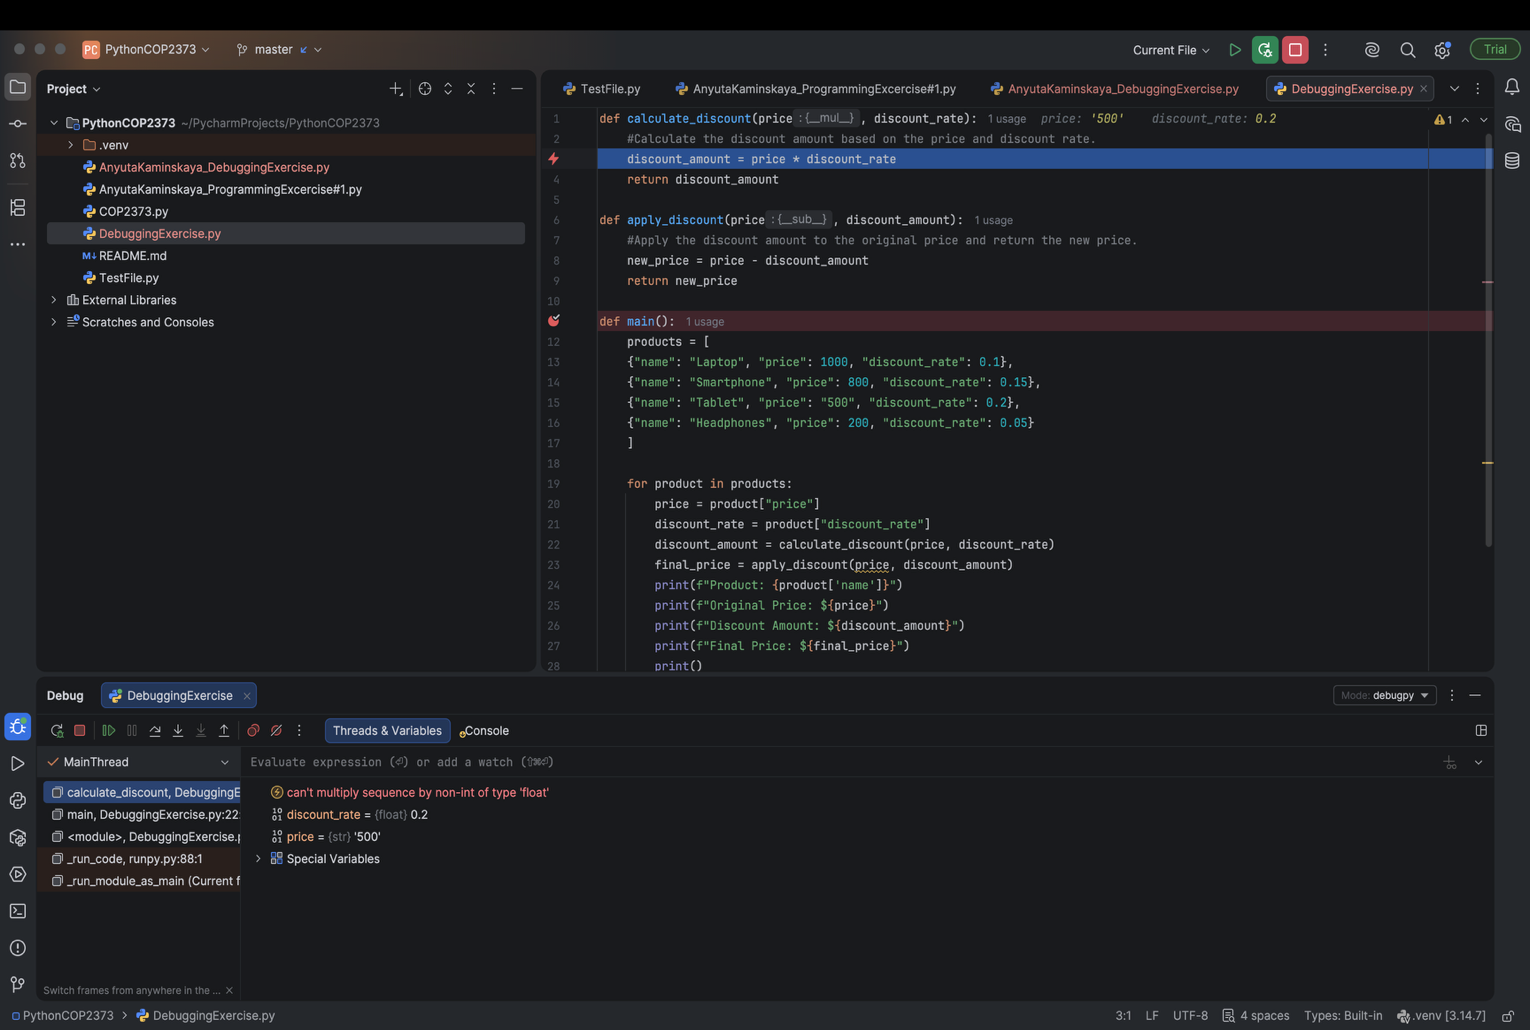 PC PythonCOP2373 master Current File Trial
Project
PythonCOP2373 ~/PycharmProjects/PythonCOP2373
.venv
AnyutaKaminskaya_DebuggingExercise.py
AnyutaKaminskaya_ProgrammingExcercise#1.py
COP2373.py
DebuggingExercise.py
M↓ README.md
TestFile.py
External Libraries
Scratches and Consoles
TestFile.py AnyutaKaminskaya_ProgrammingExcercise#1.py AnyutaKaminskaya_DebuggingExercise.py DebuggingExercise.py
1 def calculate_discount(price :{__mul__} , discount_rate): 1 usage price: '500' discount_rate: 0.2 1
2 #Calculate the discount amount based on the price and discount rate.
discount_amount = price * discount_rate
4 return discount_amount
5
6 def apply_discount(price :{__sub__} , discount_amount): 1 usage
7 #Apply the discount amount to the original price and return the new price.
8 new_price = price - discount_amount
9 return new_price
10
def main(): 1 usage
12 products = [
13 {"name": "Laptop", "price": 1000, "discount_rate": 0.1},
14 {"name": "Smartphone", "price": 800, "discount_rate": 0.15},
15 {"name": "Tablet", "price": "500", "discount_rate": 0.2},
16 {"name": "Headphones", "price": 200, "discount_rate": 0.05}
17 ]
18
19 for product in products:
20 price = product["price"]
21 discount_rate = product["discount_rate"]
22 discount_amount = calculate_discount(price, discount_rate)
23 final_price = apply_discount(price, discount_amount)
24 print(f"Product: {product['name']}")
25 print(f"Original Price: ${price}")
26 print(f"Discount Amount: ${discount_amount}")
27 print(f"Final Price: ${final_price}")
28 print()
Debug DebuggingExercise Mode: debugpy
Threads & Variables Console
MainThread
Evaluate expression (⏎) or add a watch (⇧⌘⏎)
calculate_discount, DebuggingE
main, DebuggingExercise.py:22:
<module>, DebuggingExercise.p
_run_code, runpy.py:88:1
_run_module_as_main (Current f
can't multiply sequence by non-int of type 'float'
discount_rate = {float} 0.2
price = {str} '500'
Special Variables
Switch frames from anywhere in the ...
PythonCOP2373 DebuggingExercise.py 3:1 LF UTF-8 4 spaces Types: Built-in .venv [3.14.7]